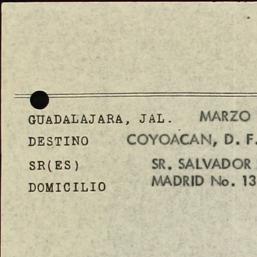 GUADALAJARA, JAL. MARZO
DESTINO COYOACAN, D. F.
SR(ES) SR. SALVADOR
DOMICILIO MADRID No. 13